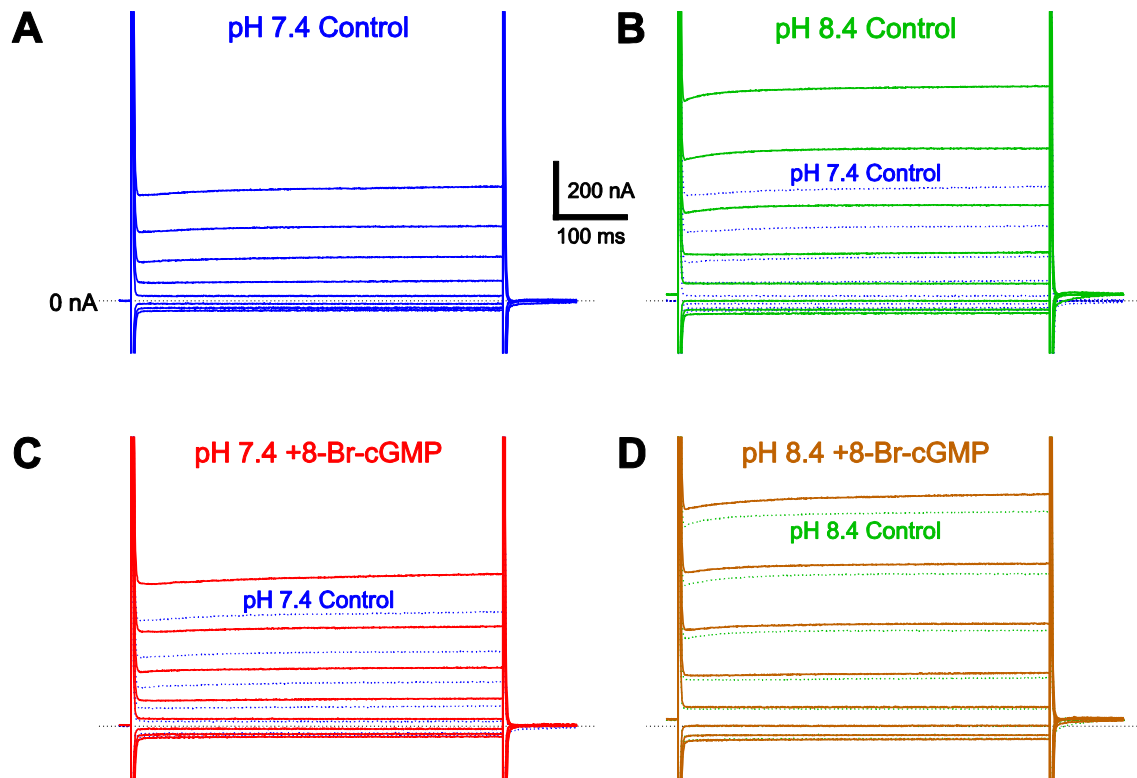 A
pH 7.4 Control
B
pH 8.4 Control
pH 7.4 Control
200 nA
100 ms
0 nA
C
pH 7.4 +8-Br-cGMP
pH 7.4 Control
D
pH 8.4 +8-Br-cGMP
pH 8.4 Control